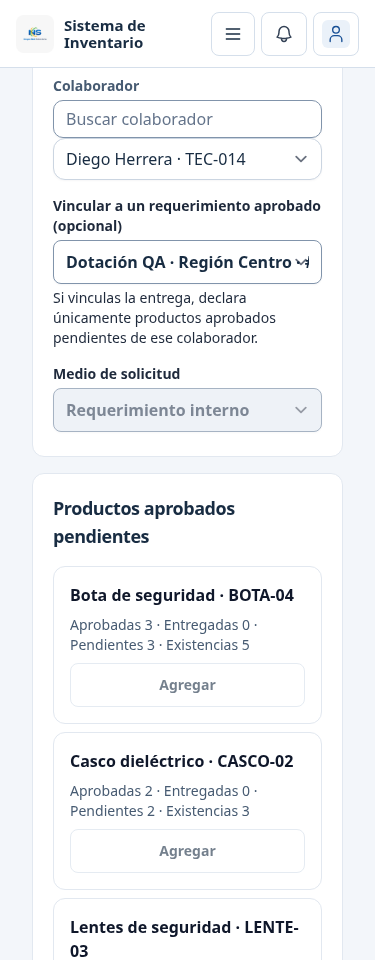 Sistema de
Inventario
Colaborador
Buscar colaborador
Diego Herrera · TEC-014
Vincular a un requerimiento aprobado
(opcional)
Dotación QA · Región Centro ·
Si vinculas la entrega, declara
únicamente productos aprobados
pendientes de ese colaborador.
Medio de solicitud
Requerimiento interno
Productos aprobados
pendientes
Bota de seguridad · BOTA-04
Aprobadas 3 · Entregadas 0 ·
Pendientes 3 · Existencias 5
Agregar
Casco dieléctrico · CASCO-02
Aprobadas 2 · Entregadas 0 ·
Pendientes 2 · Existencias 3
Agregar
Lentes de seguridad · LENTE-
03